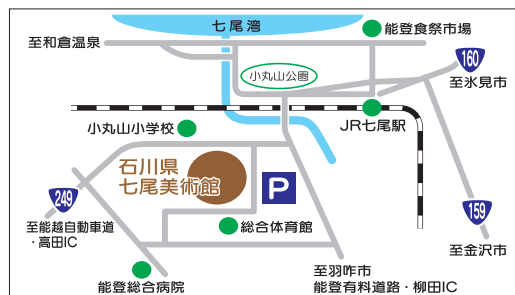 七尾湾
能登食祭市場
至和倉温泉
160
小丸山公園
至氷見市
小丸山小学校
JR七尾駅
石川県
七尾美術館
P
249
159
至能越自動車道
・高田IC
総合体育館
至金沢市
至羽咋市
能登有料道路・柳田IC
能登総合病院